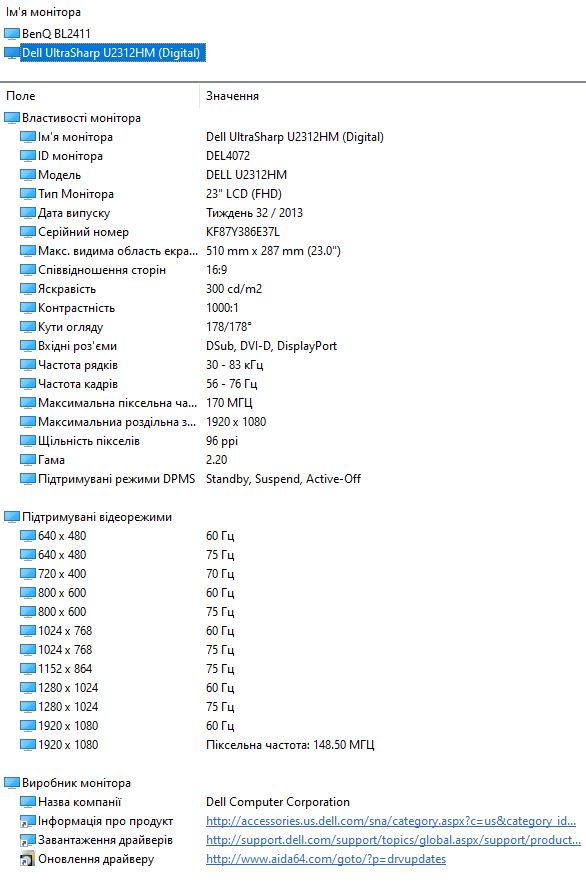 Ім'я монітора
BenQ BL2411
Dell UltraSharp U2312HM (Digital)
Поле Значення
Властивості монітора
Ім'я монітора Dell UltraSharp U2312HM (Digital)
ID монітора DEL4072
Модель DELL U2312HM
Тип Монітора 23" LCD (FHD)
Дата випуску Тиждень 32 / 2013
Серійний номер KF87Y386E37L
Макс. видима область екра... 510 mm x 287 mm (23.0")
Співвідношення сторін 16:9
Яскравість 300 cd/m2
Контрастність 1000:1
Кути огляду 178/178°
Вхідні роз'єми DSub, DVI-D, DisplayPort
Частота рядків 30 - 83 кГц
Частота кадрів 56 - 76 Гц
Максимальна піксельна ча... 170 МГЦ
Максимальниа роздільна з... 1920 x 1080
Щільність пікселів 96 ppi
Гама 2.20
Підтримувані режими DPMS Standby, Suspend, Active-Off
Підтримувані відеорежими
640 x 480 60 Гц
640 x 480 75 Гц
720 x 400 70 Гц
800 x 600 60 Гц
800 x 600 75 Гц
1024 x 768 60 Гц
1024 x 768 75 Гц
1152 x 864 75 Гц
1280 x 1024 60 Гц
1280 x 1024 75 Гц
1920 x 1080 60 Гц
1920 x 1080 Піксельна частота: 148.50 МГЦ
Виробник монітора
Назва компанії Dell Computer Corporation
Інформація про продукт http://accessories.us.dell.com/sna/category.aspx?c=us&category_id...
Завантаження драйверів http://support.dell.com/support/topics/global.aspx/support/product...
Оновлення драйверу http://www.aida64.com/goto/?p=drvupdates